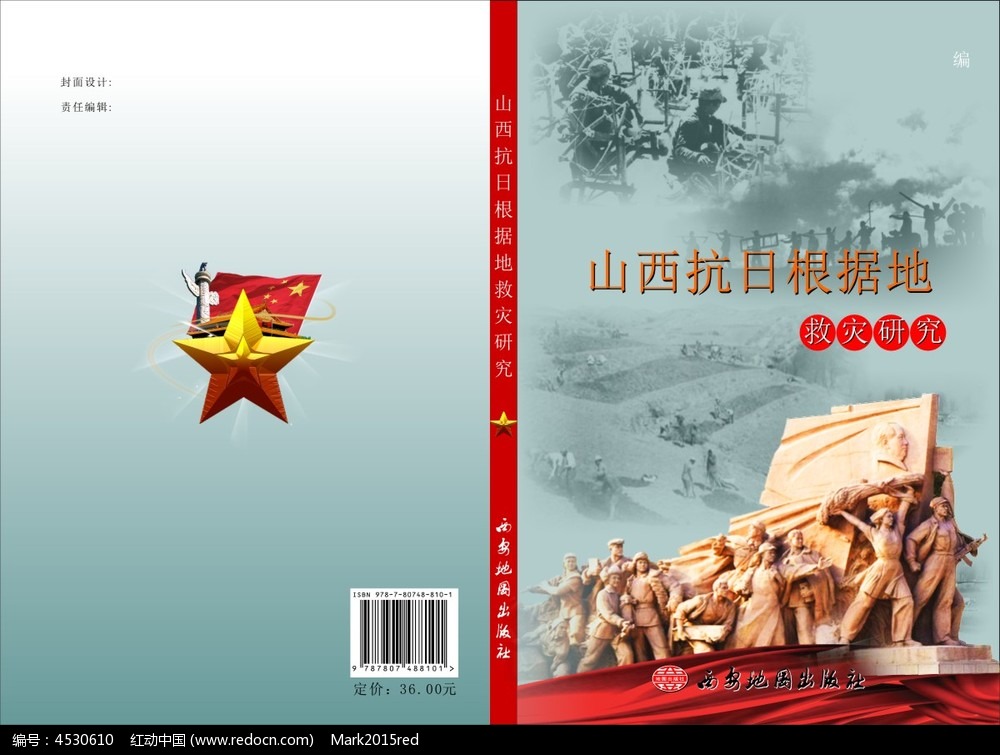 封面设计:
责任编辑:
ISBN 978-7-80748-810-1
9 787807 488101 >
定价：36.00元
山西抗日根据地救灾研究
西安地图出版社
编
山西抗日根据地
救灾研究
西安地图出版社
编号：4530610 红动中国 (www.redocn.com) Mark2015red